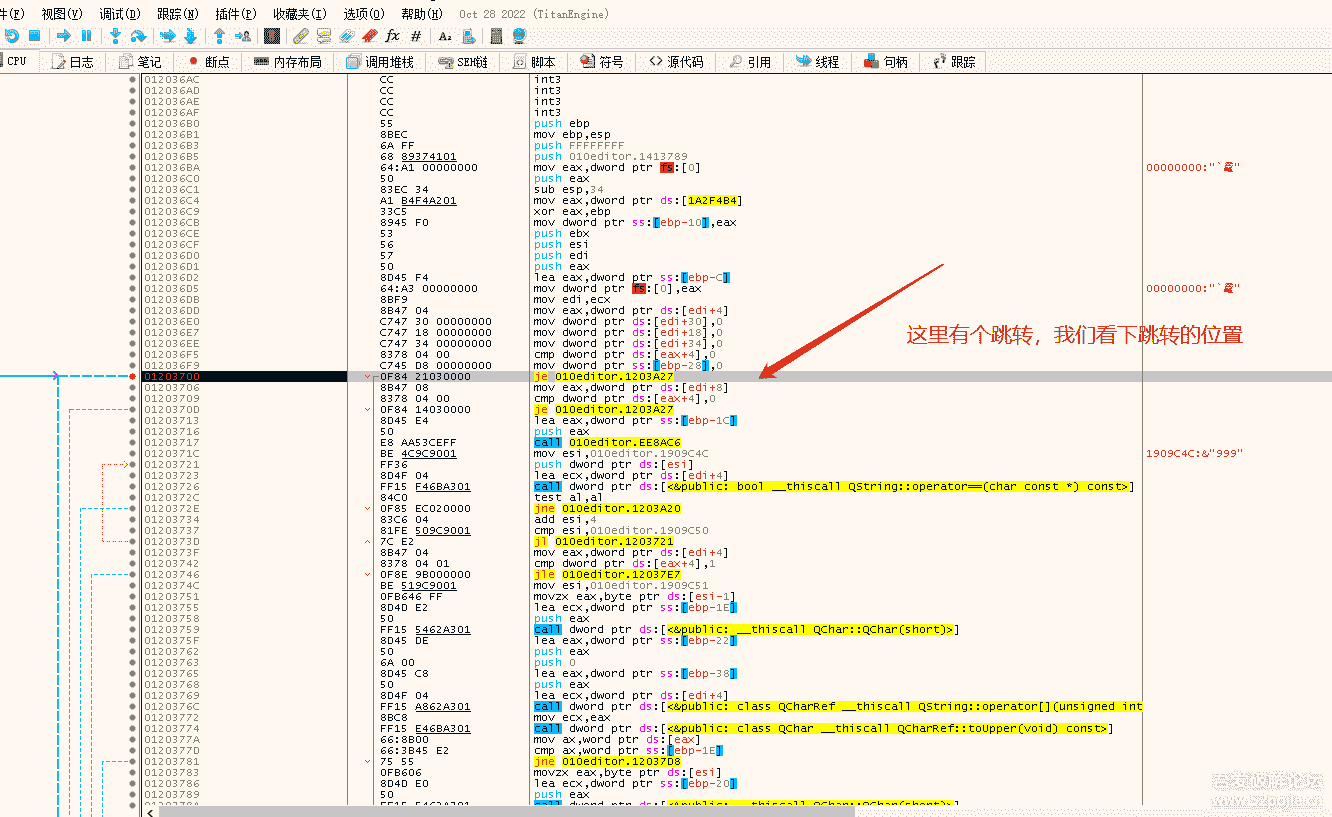 件(F) 视图(V) 调试(D) 跟踪(N) 插件(P) 收藏夹(I) 选项(O) 帮助(H) Oct 28 2022 (TitanEngine)
CPU 日志 笔记 断点 内存布局 调用堆栈 SEH链 脚本 符号 源代码 引用 线程 句柄 跟踪
012036AC CC int3
012036AD CC int3
012036AE CC int3
012036AF CC int3
012036B0 55 push ebp
012036B1 8BEC mov ebp,esp
012036B3 6A FF push FFFFFFFF
012036B5 68 89374101 push 010editor.1413789
012036BA 64:A1 00000000 mov eax,dword ptr fs:[0] 00000000:"`
012036C0 50 push eax
012036C1 83EC 34 sub esp,34
012036C4 A1 B4F4A201 mov eax,dword ptr ds:[1A2F4B4]
012036C9 33C5 xor eax,ebp
012036CB 8945 F0 mov dword ptr ss:[ebp-10],eax
012036CE 53 push ebx
012036CF 56 push esi
012036D0 57 push edi
012036D1 50 push eax
012036D2 8D45 F4 lea eax,dword ptr ss:[ebp-C]
012036D5 64:A3 00000000 mov dword ptr fs:[0],eax 00000000:"`
012036DB 8BF9 mov edi,ecx
012036DD 8B47 04 mov eax,dword ptr ds:[edi+4]
012036E0 C747 30 00000000 mov dword ptr ds:[edi+30],0
012036E7 C747 18 00000000 mov dword ptr ds:[edi+18],0
012036EE C747 34 00000000 mov dword ptr ds:[edi+34],0
012036F5 8378 04 00 cmp dword ptr ds:[eax+4],0
012036F9 C745 D8 00000000 mov dword ptr ss:[ebp-28],0
这里有个跳转，我们看下跳转的位置
01203700 0F84 21030000 je 010editor.1203A27
01203706 8B47 08 mov eax,dword ptr ds:[edi+8]
01203709 8378 04 00 cmp dword ptr ds:[eax+4],0
0120370D 0F84 14030000 je 010editor.1203A27
01203713 8D45 E4 lea eax,dword ptr ss:[ebp-1C]
01203716 50 push eax
01203717 E8 AA53CEFF call 010editor.EE8AC6
0120371C BE 4C9C9001 mov esi,010editor.1909C4C 1909C4C:&"999"
01203721 FF36 push dword ptr ds:[esi]
01203723 8D4F 04 lea ecx,dword ptr ds:[edi+4]
01203726 FF15 F46BA301 call dword ptr ds:[<&public: bool __thiscall QString::operator==(char const *) const>]
0120372C 84C0 test al,al
0120372E 0F85 EC020000 jne 010editor.1203A20
01203734 83C6 04 add esi,4
01203737 81FE 509C9001 cmp esi,010editor.1909C50
0120373D 7C E2 jl 010editor.1203721
0120373F 8B47 04 mov eax,dword ptr ds:[edi+4]
01203742 8378 04 01 cmp dword ptr ds:[eax+4],1
01203746 0F8E 9B000000 jle 010editor.12037E7
0120374C BE 519C9001 mov esi,010editor.1909C51
01203751 0FB646 FF movzx eax,byte ptr ds:[esi-1]
01203755 8D4D E2 lea ecx,dword ptr ss:[ebp-1E]
01203758 50 push eax
01203759 FF15 5462A301 call dword ptr ds:[<&public: __thiscall QChar::QChar(short)>]
0120375F 8D45 DE lea eax,dword ptr ss:[ebp-22]
01203762 50 push eax
01203763 6A 00 push 0
01203765 8D45 C8 lea eax,dword ptr ss:[ebp-38]
01203768 50 push eax
01203769 8D4F 04 lea ecx,dword ptr ds:[edi+4]
0120376C FF15 A862A301 call dword ptr ds:[<&public: class QCharRef __thiscall QString::operator[](unsigned int
01203772 8BC8 mov ecx,eax
01203774 FF15 E46BA301 call dword ptr ds:[<&public: class QChar __thiscall QCharRef::toUpper(void) const>]
0120377A 66:8B00 mov ax,word ptr ds:[eax]
0120377D 66:3B45 E2 cmp ax,word ptr ss:[ebp-1E]
01203781 75 55 jne 010editor.12037D8
01203783 0FB606 movzx eax,byte ptr ds:[esi]
01203786 8D4D E0 lea ecx,dword ptr ss:[ebp-20]
01203789 50 push eax
吾爱破解论坛
www.52pojie.cn